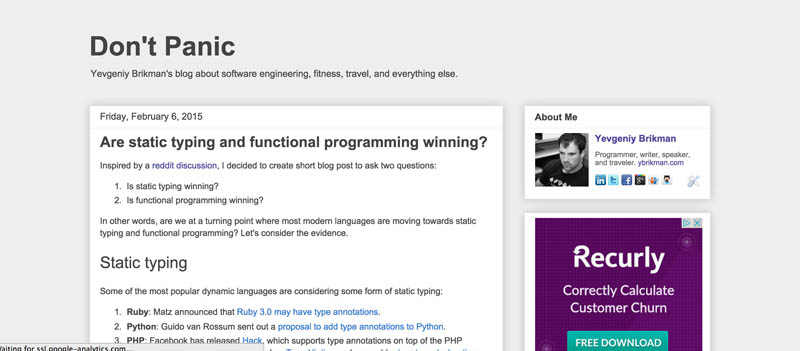 Don't Panic
Yevgeniy Brikman's blog about software engineering, fitness, travel, and everything else.
Friday, February 6, 2015
Are static typing and functional programming winning?
Inspired by a reddit discussion, I decided to create short blog post to ask two questions:
1. Is static typing winning?
2. Is functional programming winning?
In other words, are we at a turning point where most modern languages are moving towards static
typing and functional programming? Let's consider the evidence.
Static typing
Some of the most popular dynamic languages are considering some form of static typing:
1. Ruby: Matz announced that Ruby 3.0 may have type annotations.
2. Python: Guido van Rossum sent out a proposal to add type annotations to Python.
3. PHP: Facebook has released Hack, which supports type annotations on top of the PHP
About Me
Yevgeniy Brikman
Programmer, writer, speaker,
and traveler. ybrikman.com
Recurly
Correctly Calculate
Customer Churn
FREE DOWNLOAD
Waiting for ssl.google-analytics.com...